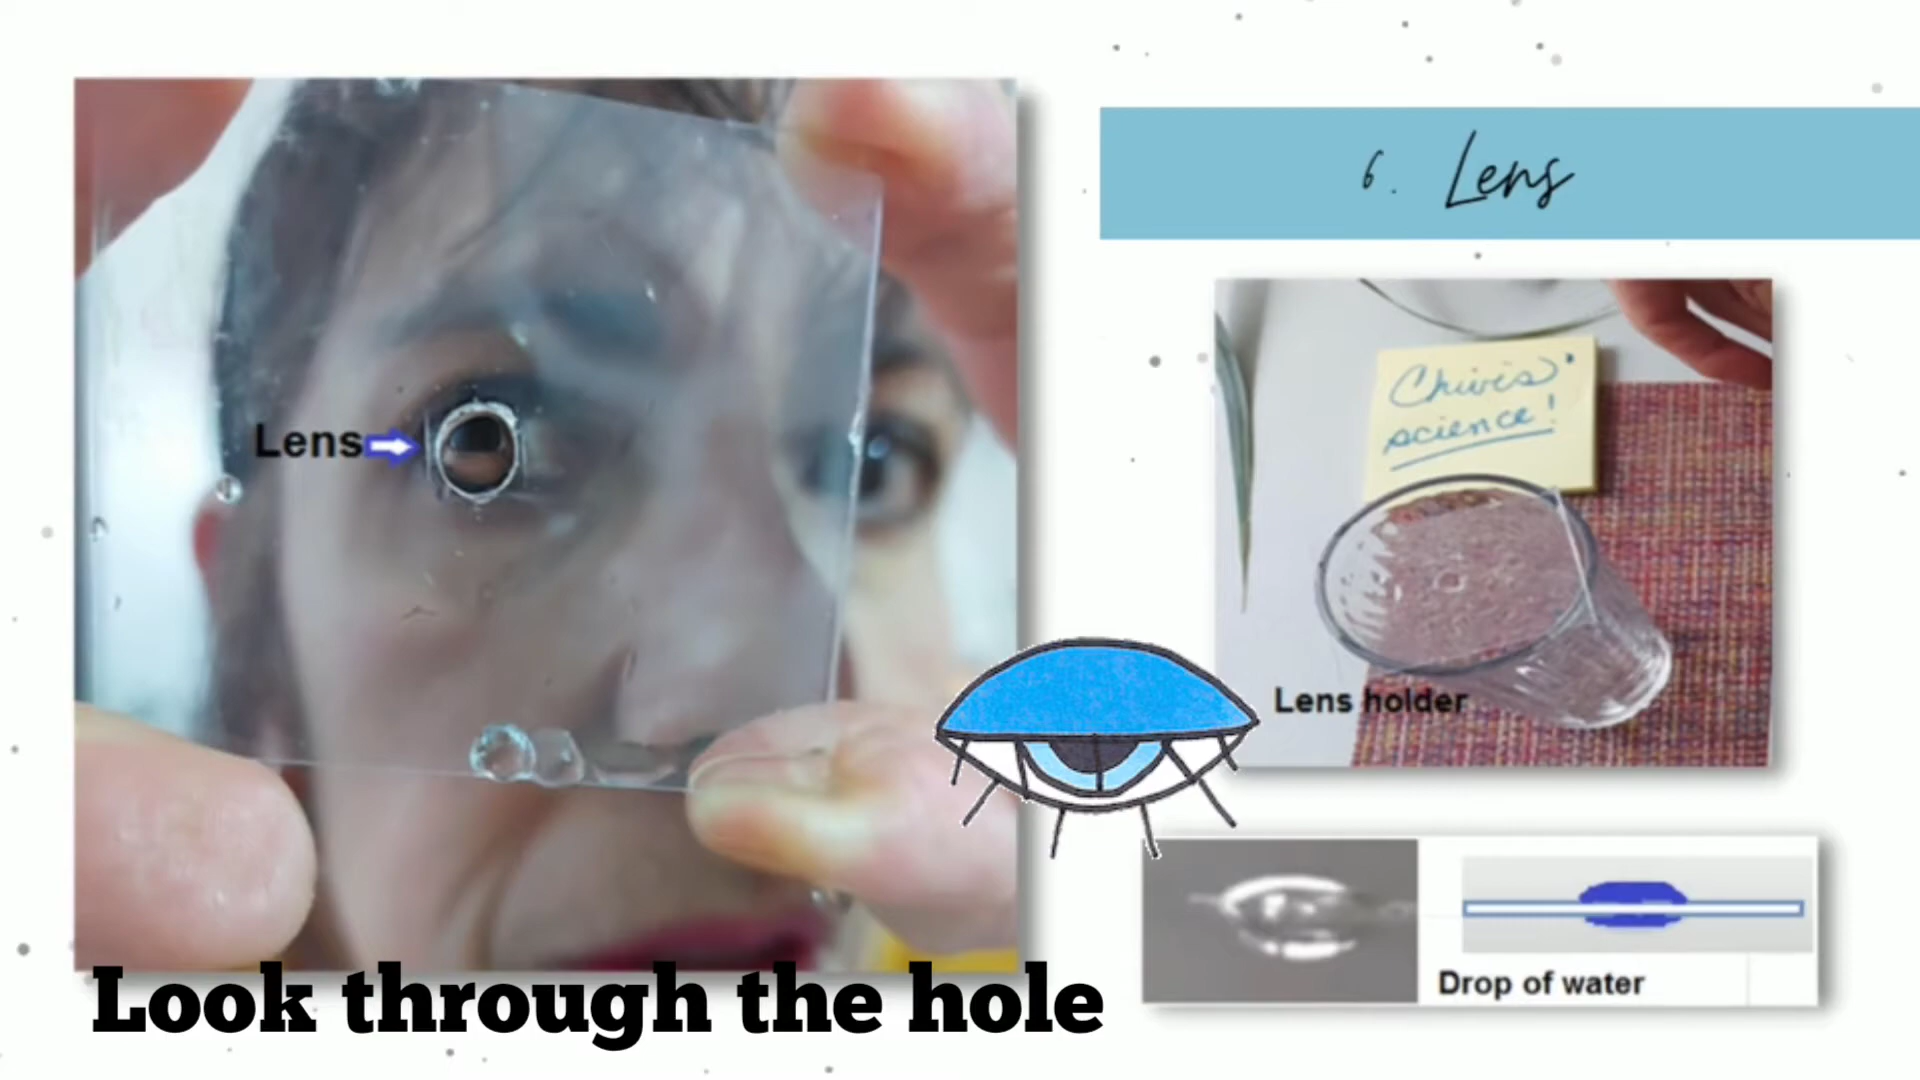 6. Lens
Lens
Chivis'
science!
Lens holder
Drop of water
Look through the hole